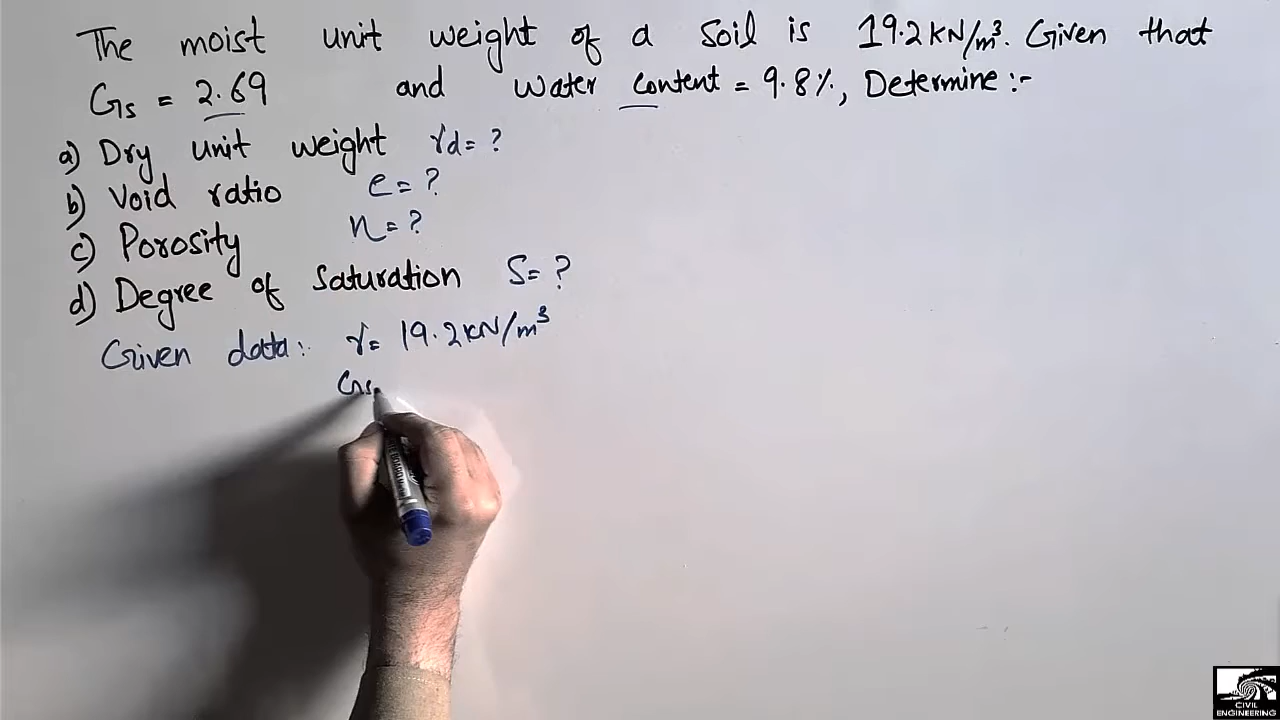 The moist unit weight of a soil is 19.2 kN/m³. Given that
Gs = 2.69 and water content = 9.8%, Determine :-
a) Dry unit weight γd = ?
b) Void ratio e = ?
c) Porosity n = ?
d) Degree of saturation S = ?
Given data: γ = 19.2 kN/m³
Gs
CIVIL
ENGINEERING